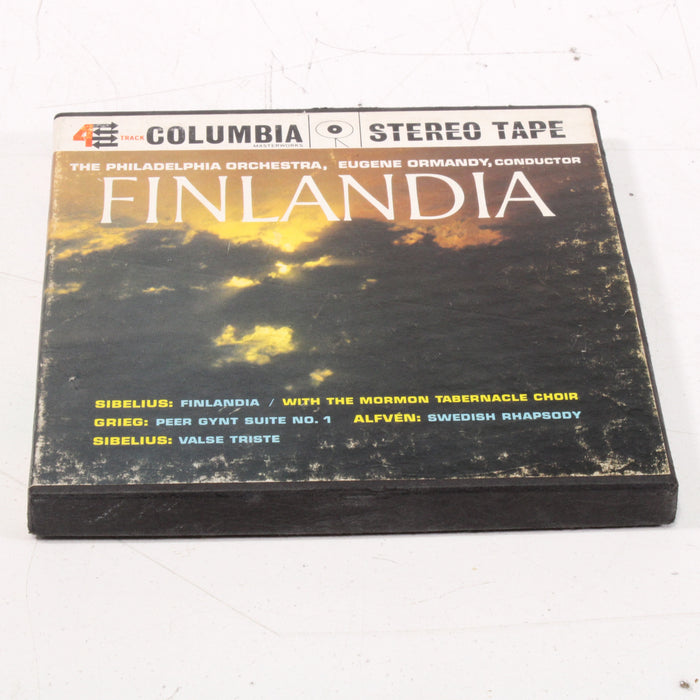 4 TRACK COLUMBIA STEREO TAPE
MASTERWORKS
THE PHILADELPHIA ORCHESTRA, EUGENE ORMANDY, CONDUCTOR
FINLANDIA
SIBELIUS: FINLANDIA / WITH THE MORMON TABERNACLE CHOIR
GRIEG: PEER GYNT SUITE NO. 1 ALFVÉN: SWEDISH RHAPSODY
SIBELIUS: VALSE TRISTE